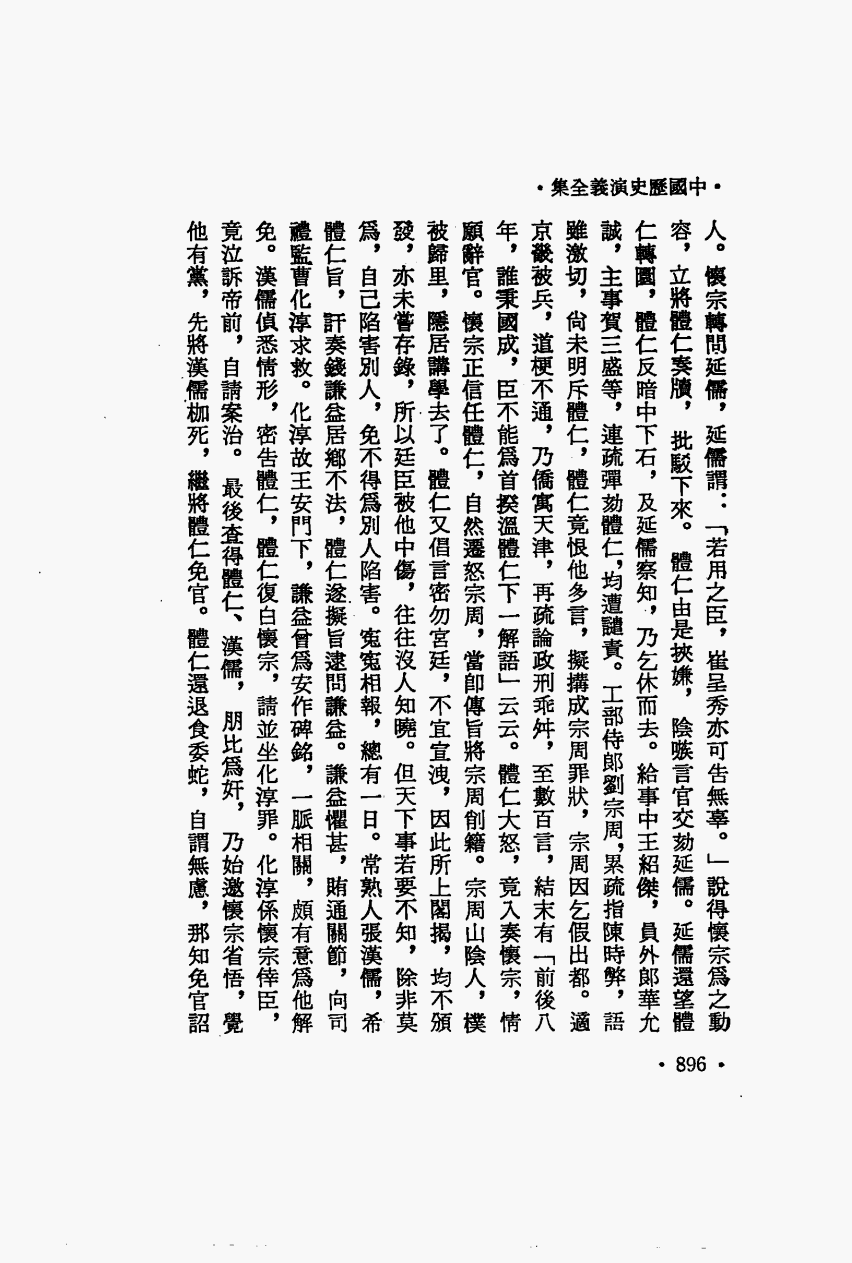 •中國歷史演義全集•
人。懷宗轉問延儒，延儒謂：「若用之臣，崔呈秀亦可告無辜。」說得懷宗爲之動
容，立將體仁奏牘，批駁下來。體仁由是挾嫌，陰嗾言官交劾延儒。延儒還望體
仁轉圜，體仁反暗中下石，及延儒察知，乃乞休而去。給事中王紹傑，員外郎華允
誠，主事賀三盛等，連疏彈劾體仁，均遭譴責。工部侍郎劉宗周，累疏指陳時弊，語
雖激切，尙未明斥體仁，體仁竟恨他多言，擬搆成宗周罪狀，宗周因乞假出都。適
京畿被兵，道梗不通，乃僑寓天津，再疏論政刑乖舛，至數百言，結末有「前後八
年，誰秉國成，臣不能爲首揆溫體仁下一解語」云云。體仁大怒，竟入奏懷宗，情
願辭官。懷宗正信任體仁，自然遷怒宗周，當卽傳旨將宗周削籍。宗周山陰人，樸
被歸里，隱居講學去了。體仁又倡言密勿宮廷，不宜宣洩，因此所上閣揭，均不頒
發，亦未嘗存錄，所以廷臣被他中傷，往往沒人知曉。但天下事若要不知，除非莫
爲，自己陷害別人，免不得爲別人陷害。寃寃相報，總有一日。常熟人張漢儒，希
體仁旨，訐奏錢謙益居鄕不法，體仁遂擬旨逮問謙益。謙益懼甚，賄通關節，向司
禮監曹化淳求救。化淳故王安門下，謙益曾爲安作碑銘，一脈相關，頗有意爲他解
免。漢儒偵悉情形，密告體仁，體仁復白懷宗，請並坐化淳罪。化淳係懷宗倖臣，
竟泣訴帝前，自請案治。最後查得體仁、漢儒，朋比爲奸，乃始邀懷宗省悟，覺
他有黨，先將漢儒枷死，繼將體仁免官。體仁還退食委蛇，自謂無慮，那知免官詔
•896•